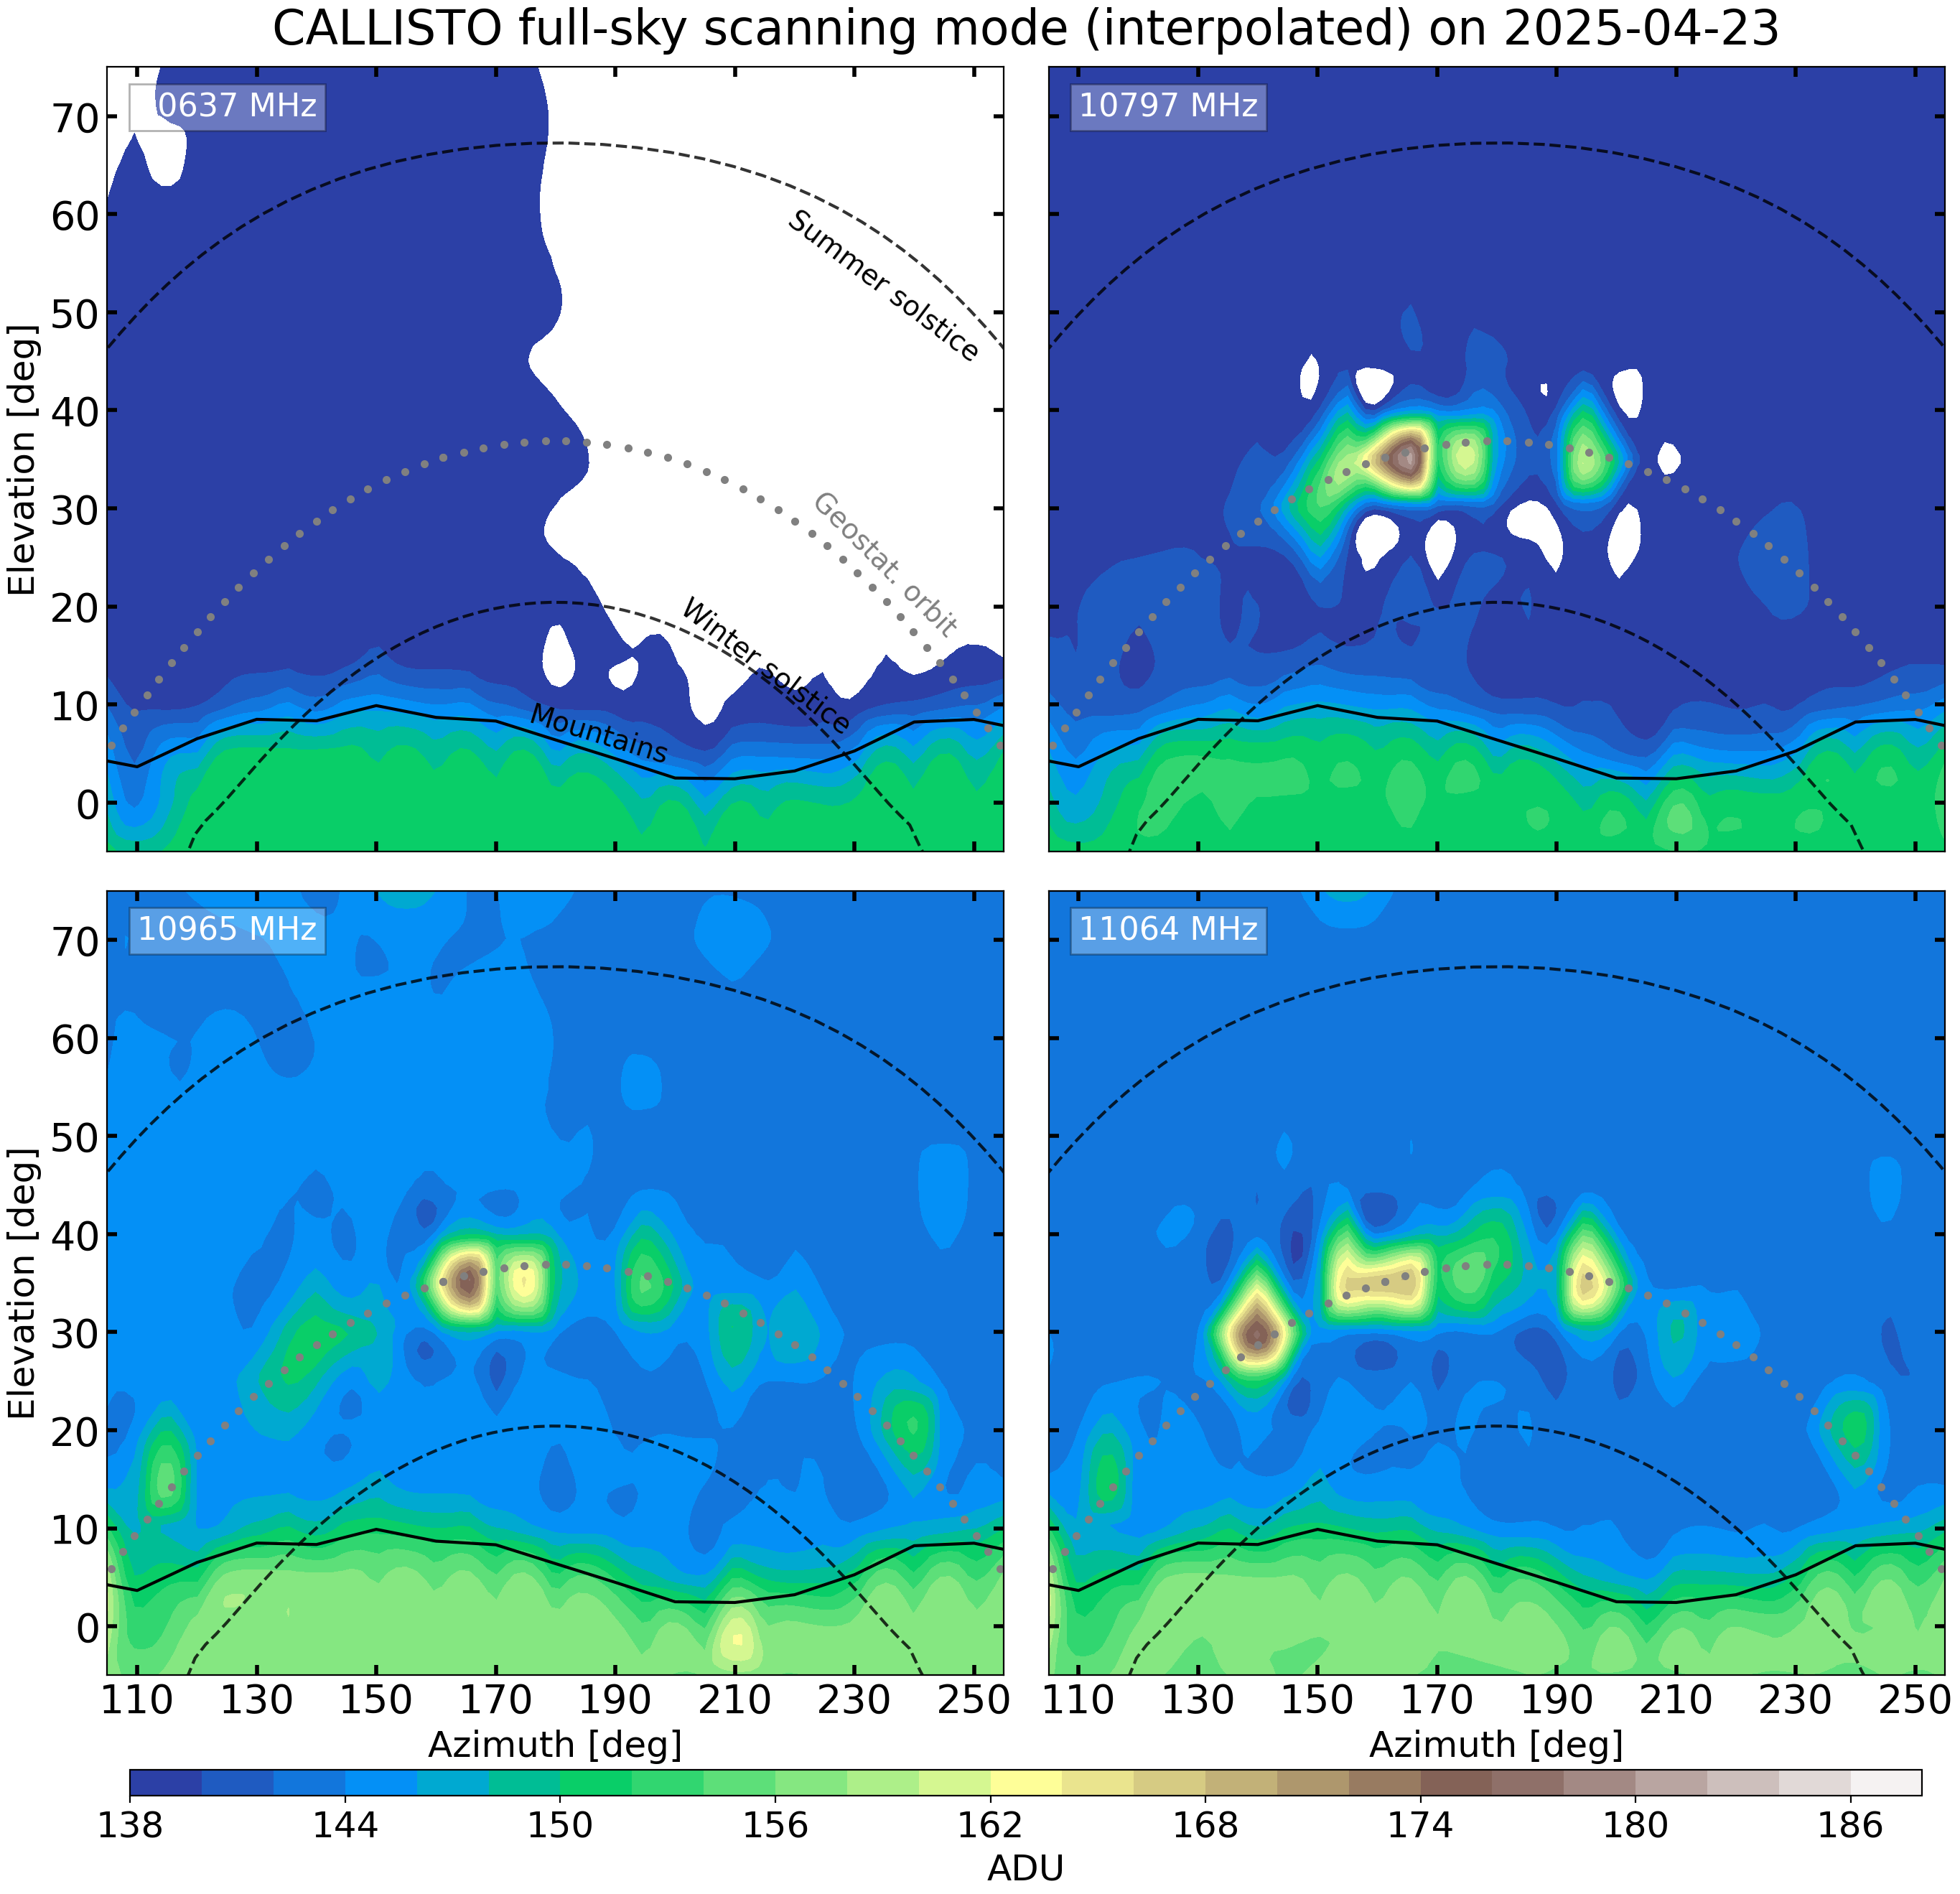 CALLISTO full-sky scanning mode (interpolated) on 2025-04-23
0637 MHz
70
60
50
40
30
20
10
0
Elevation [deg]
Summer solstice
Geostat. orbit
Winter solstice
Mountains
10797 MHz
10965 MHz
70
60
50
40
30
20
10
0
Elevation [deg]
110 130 150 170 190 210 230 250
Azimuth [deg]
11064 MHz
110 130 150 170 190 210 230 250
Azimuth [deg]
138 144 150 156 162 168 174 180 186
ADU